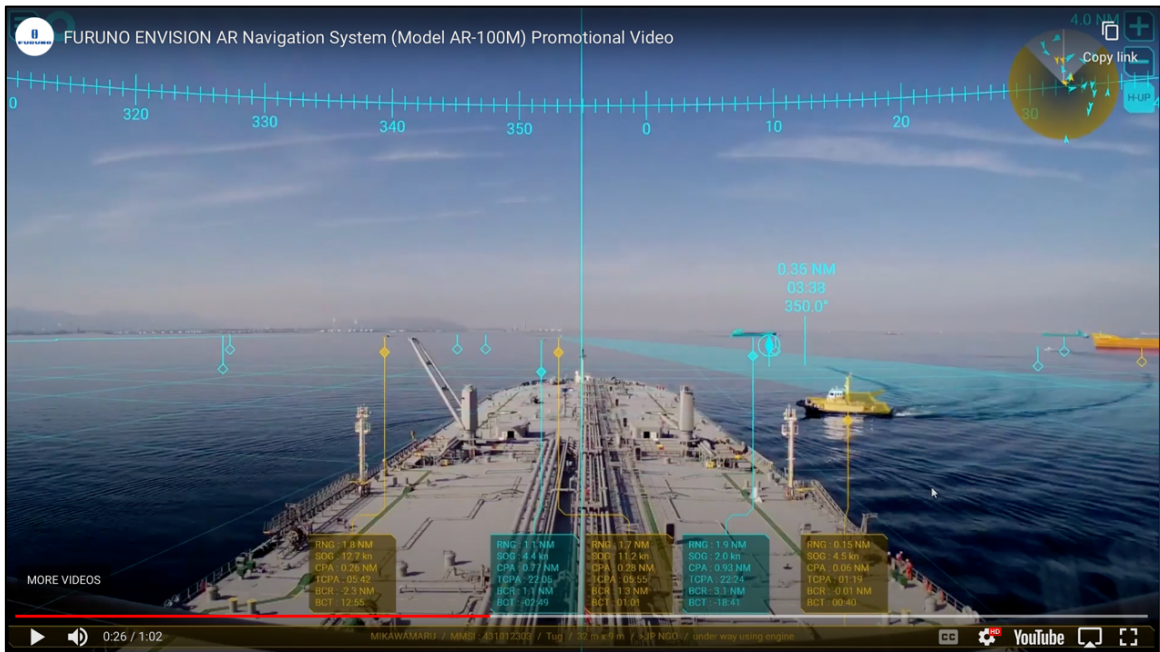 FURUNO
FURUNO ENVISION AR Navigation System (Model AR-100M) Promotional Video
4.0 NM
Copy link
H-UP
0
320
330
340
350
0
10
20
30
0.35 NM
03:33
350.0°
RNG : 1.8 NM
SOG : 12.7 kn
CPA : 0.26 NM
TCPA : 05:42
BCR : -2.3 NM
BCT : 12:55
RNG : 1.1 NM
SOG : 4.4 kn
CPA : 0.77 NM
TCPA : 22:05
BCR : 1.1 NM
BCT : -02:49
RNG : 1.7 NM
SOG : 11.2 kn
CPA : 0.28 NM
TCPA : 05:55
BCR : 1.3 NM
BCT : 01:01
RNG : 1.9 NM
SOG : 2.0 kn
CPA : 0.93 NM
TCPA : 22:24
BCR : 3.1 NM
BCT : -18:41
RNG : 0.15 NM
SOG : 4.5 kn
CPA : 0.06 NM
TCPA : 01:19
BCR : -0.01 NM
BCT : 00:40
MORE VIDEOS
0:26 / 1:02
MIKAWAMARU / MMSI : 431012303 / Tug / 32 m x 9 m / >JP NGO / under way using engine
CC
HD
YouTube